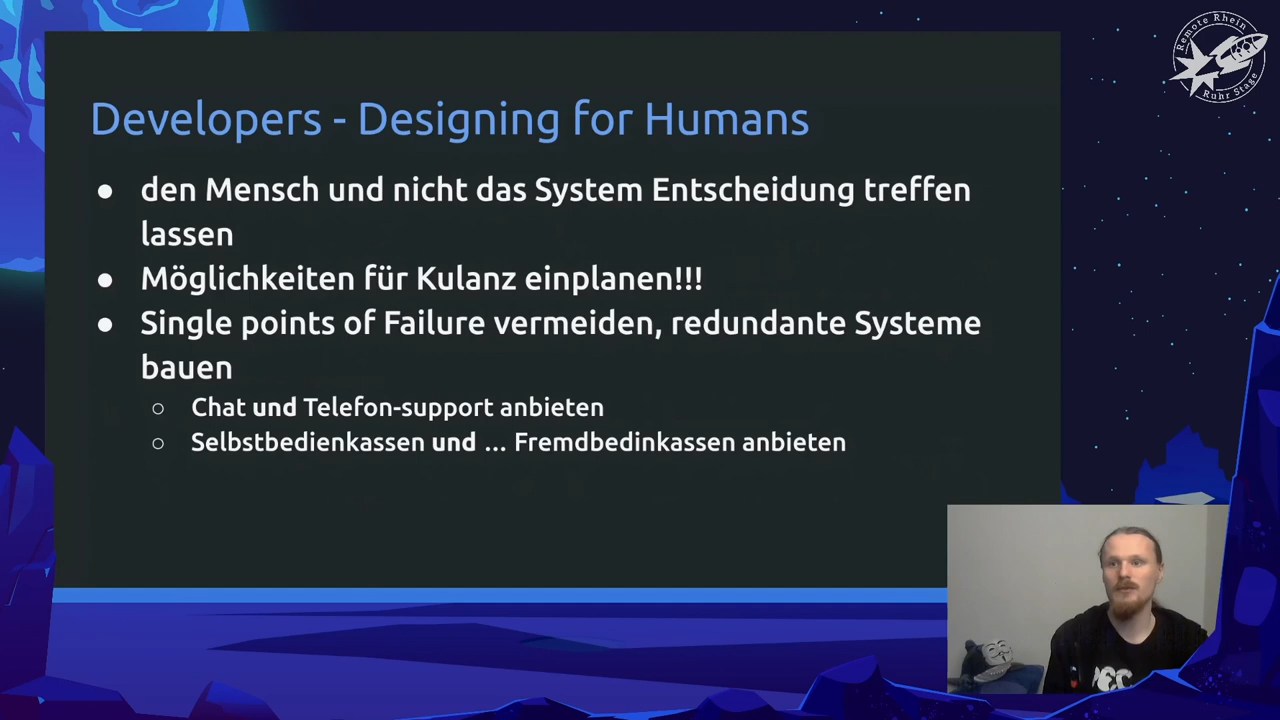 Remote Rhein
Ruhr Stage
Developers - Designing for Humans
● den Mensch und nicht das System Entscheidung treffen
lassen
● Möglichkeiten für Kulanz einplanen!!!
● Single points of Failure vermeiden, redundante Systeme
bauen
○ Chat und Telefon-support anbieten
○ Selbstbedienkassen und ... Fremdbedinkassen anbieten